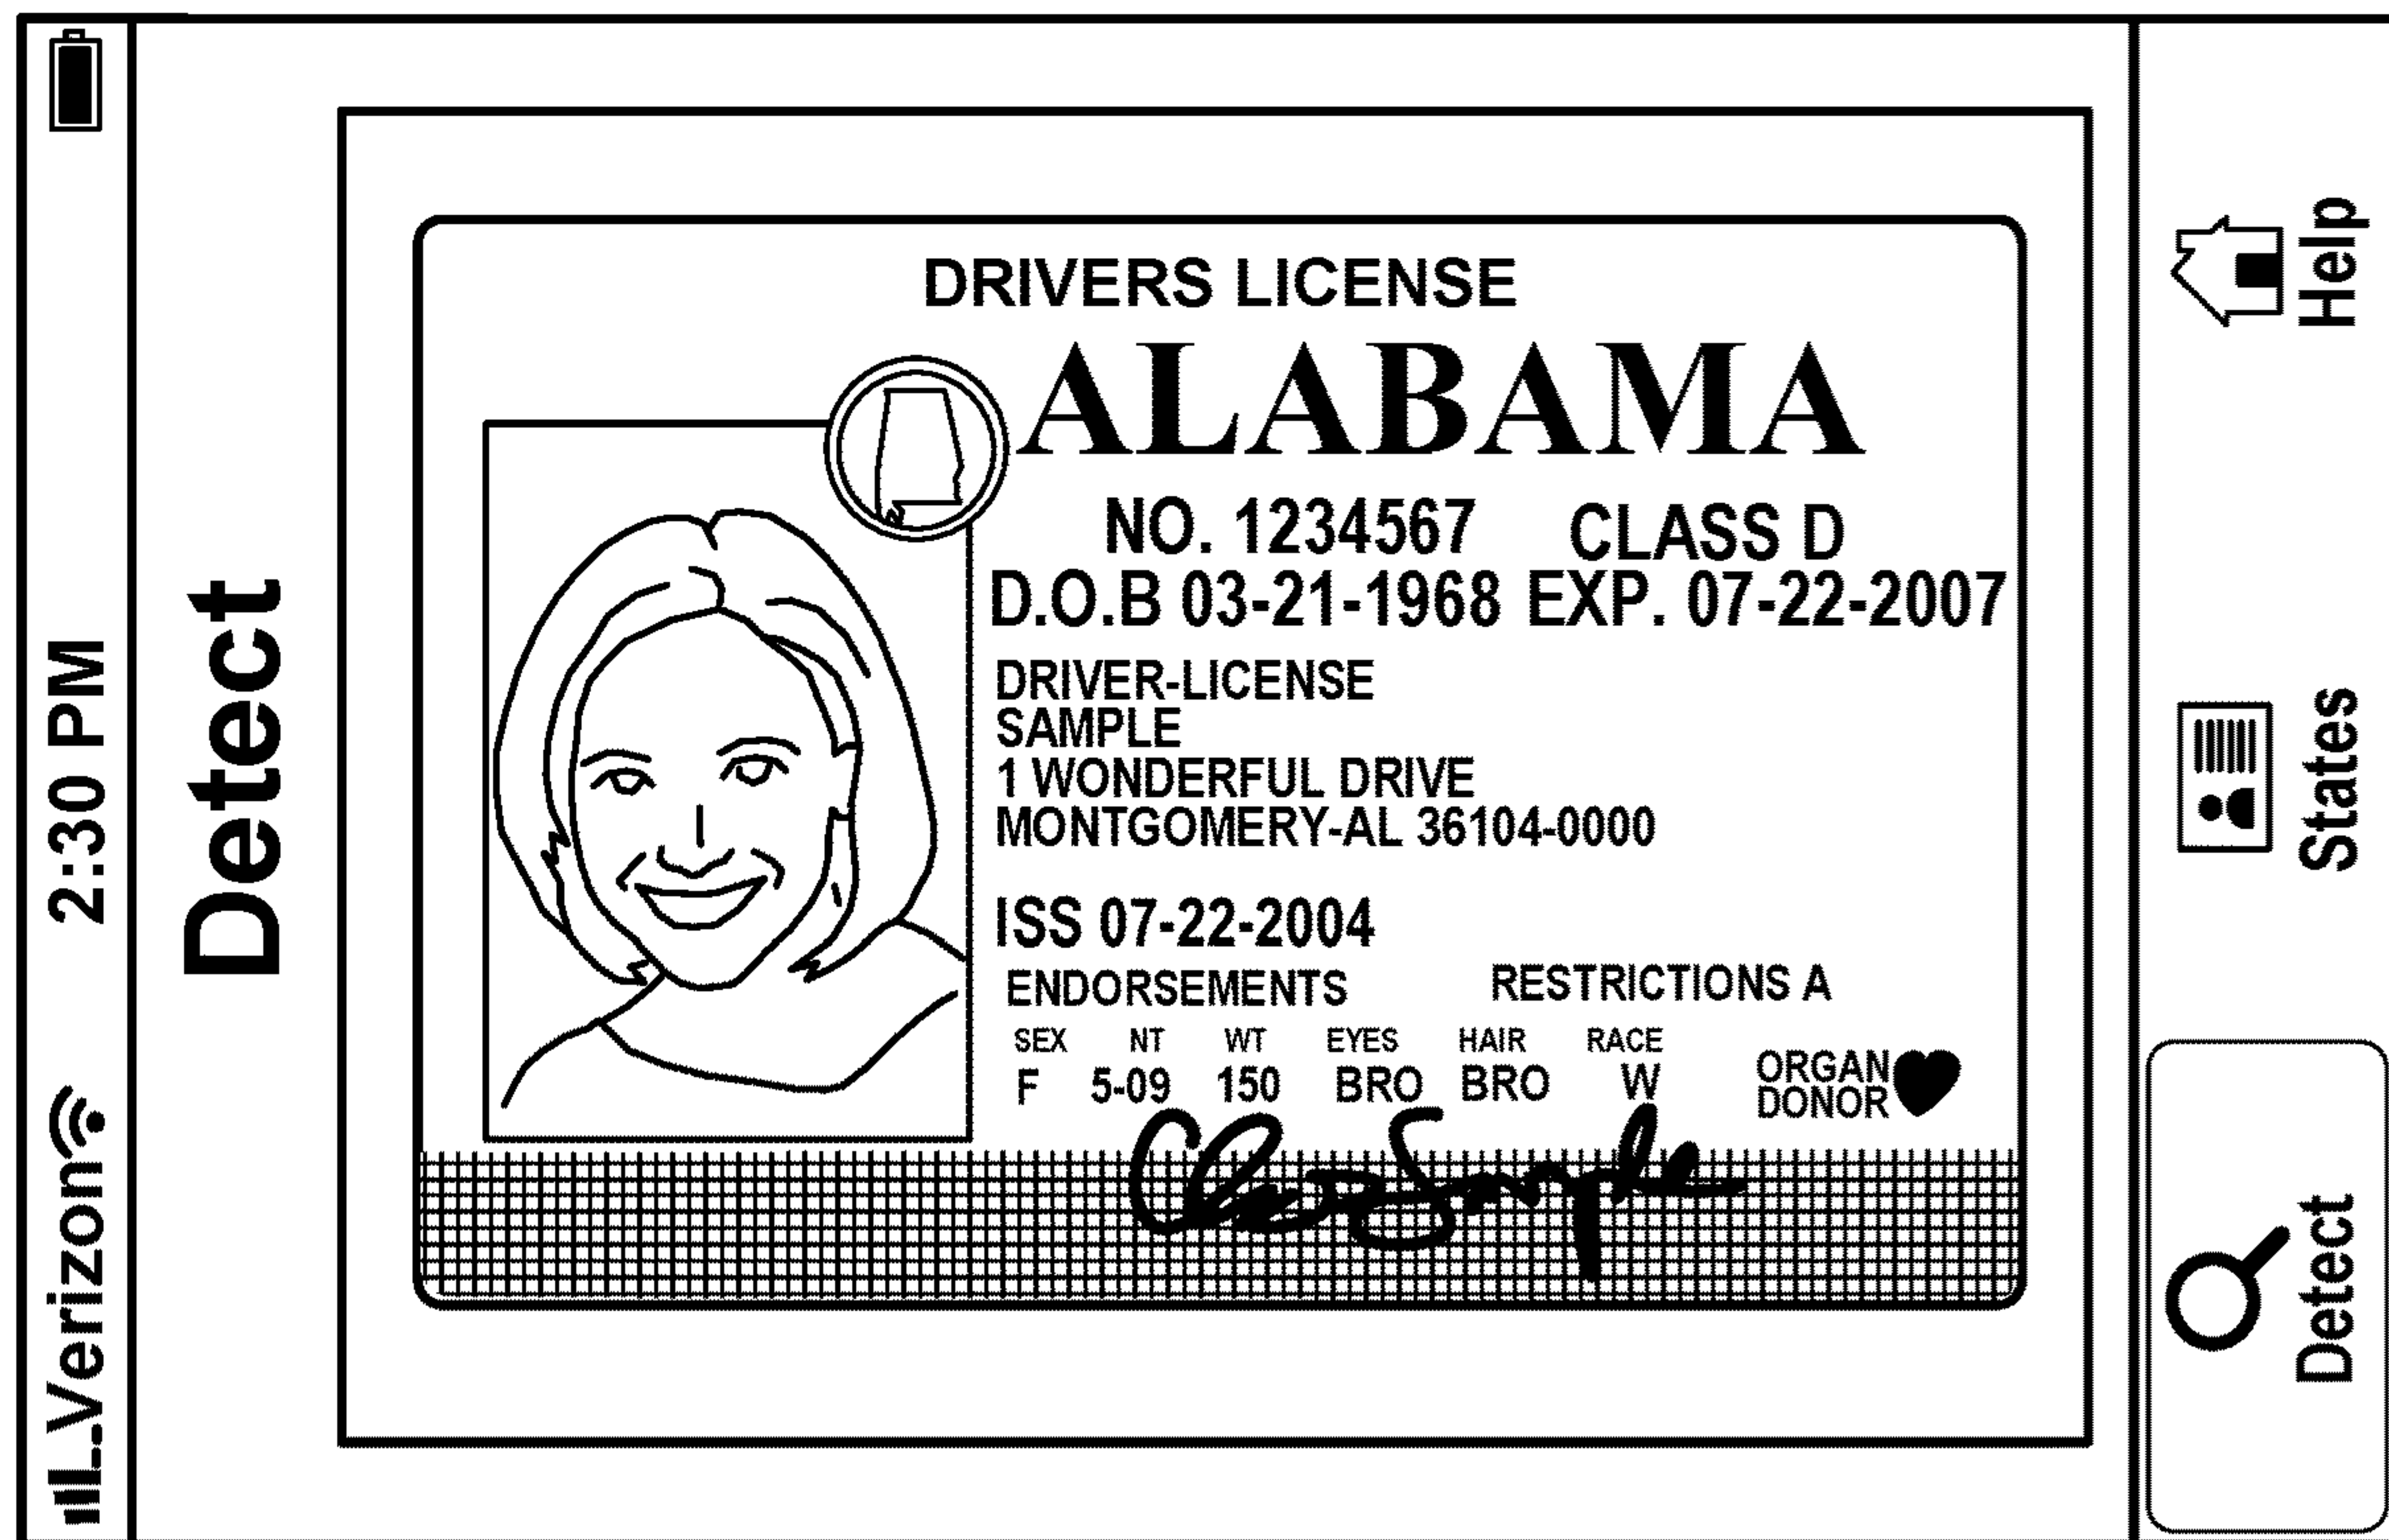 Verizon 2:30 PM
Detect
DRIVERS LICENSE
ALABAMA
NO. 1234567 CLASS D
D.O.B 03-21-1968 EXP. 07-22-2007
DRIVER-LICENSE
SAMPLE
1 WONDERFUL DRIVE
MONTGOMERY-AL 36104-0000
ISS 07-22-2004
ENDORSEMENTS RESTRICTIONS A
SEX NT WT EYES HAIR RACE
F 5-09 150 BRO BRO W
ORGAN
DONOR
Detect States Help